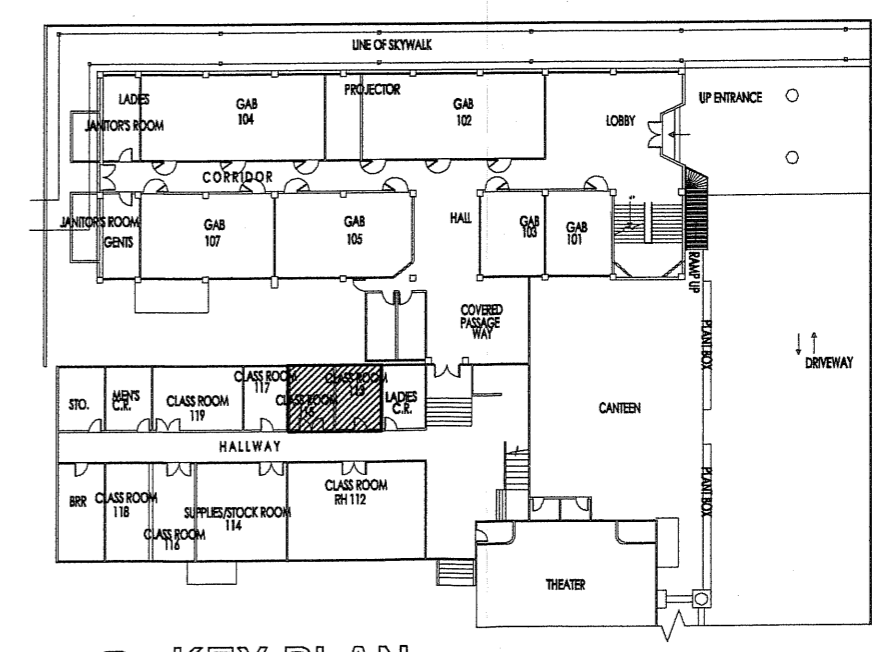 LINE OF SKYWALK
LADIES
JANITOR'S ROOM
GAB
104
PROJECTOR
GAB
102
LOBBY
UP ENTRANCE
CORRIDOR
JANITOR'S ROOM
GENTS
GAB
107
GAB
105
HALL
GAB
103
GAB
101
RAMP UP
COVERED
PASSAGE
WAY
PLANT BOX
DRIVEWAY
STO.
MEN'S
C.R.
CLASS ROOM
119
CLASS ROOM
117
CLASS ROOM
115
CLASS ROOM
113
LADIES
C.R.
CANTEEN
HALLWAY
BRR
CLASS ROOM
118
CLASS ROOM
116
SUPPLIES/STOCK ROOM
114
CLASS ROOM
RH 112
PLANT BOX
THEATER
KEY PLAN